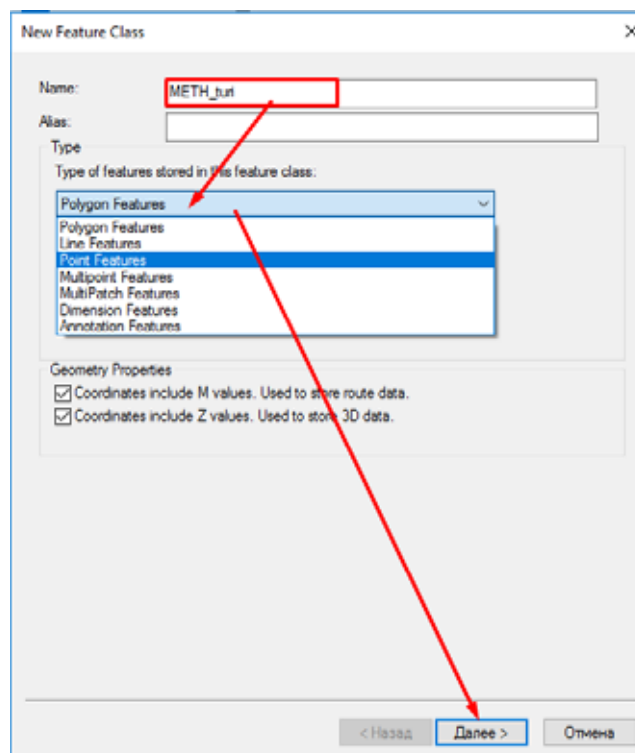 New Feature Class
Name:
METH_turi
Alias:
Type
Type of features stored in this feature class:
Polygon Features
Polygon Features
Line Features
Point Features
Multipoint Features
MultiPatch Features
Dimension Features
Annotation Features
Geometry Properties
Coordinates include M values. Used to store route data.
Coordinates include Z values. Used to store 3D data.
< Назад Далее > Отмена